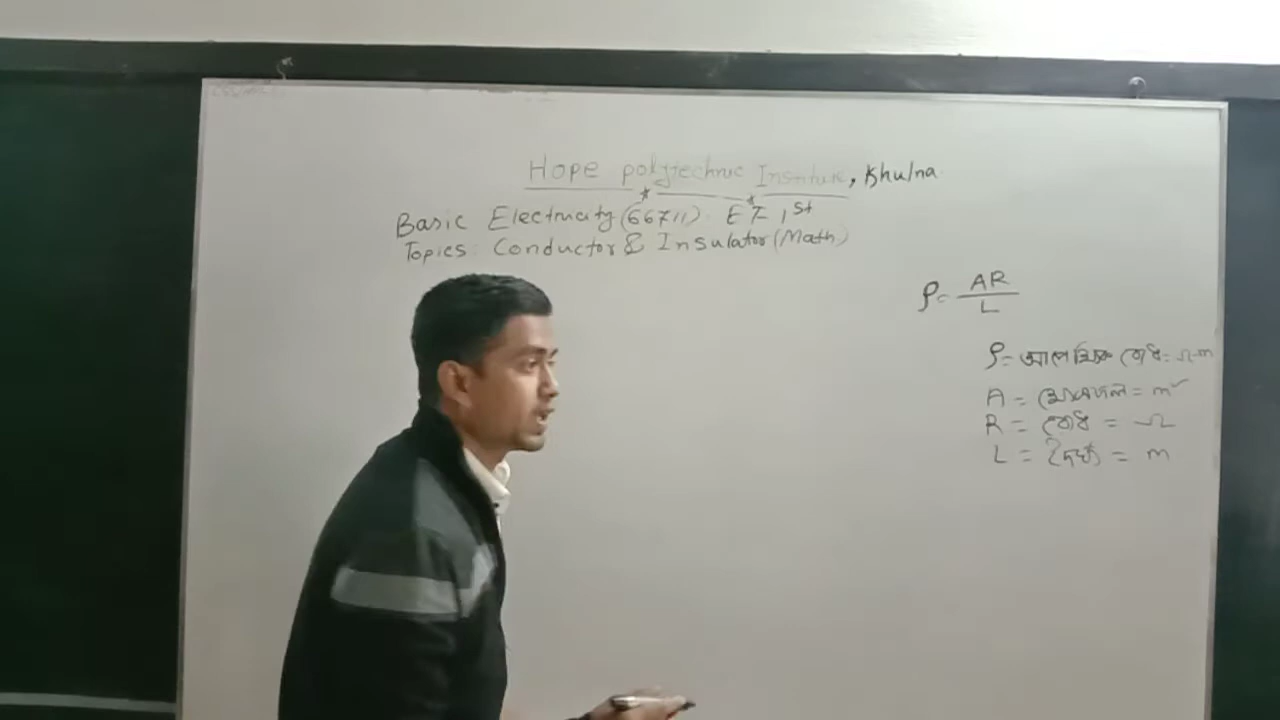 Hope polytechnic Institute, Khulna
Basic Electricity (66711). ET 1st
Topics: Conductor & Insulator (Math)
ρ = AR / L
ρ = আপেক্ষিক রোধ = Ω-m
A = ক্ষেত্রফল = m²
R = রোধ = Ω
L = দৈর্ঘ্য = m